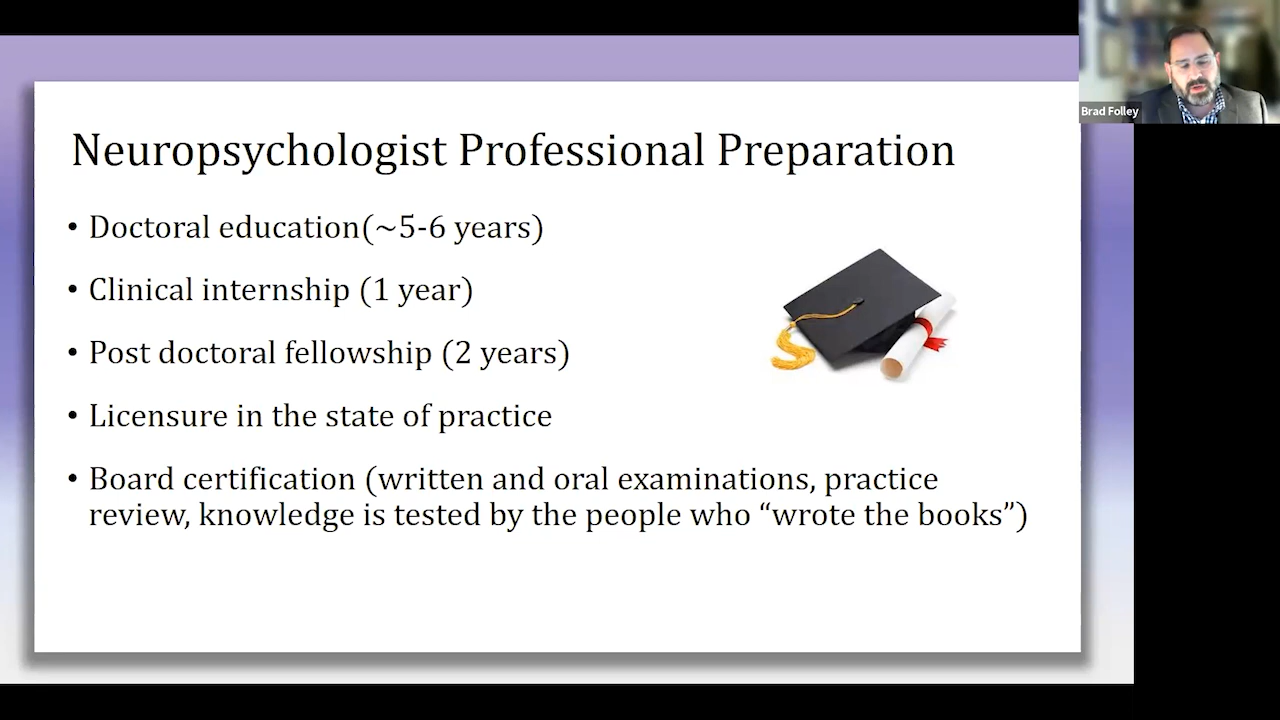 Neuropsychologist Professional Preparation
• Doctoral education(~5-6 years)
• Clinical internship (1 year)
• Post doctoral fellowship (2 years)
• Licensure in the state of practice
• Board certification (written and oral examinations, practice
review, knowledge is tested by the people who “wrote the books”)
Brad Folley